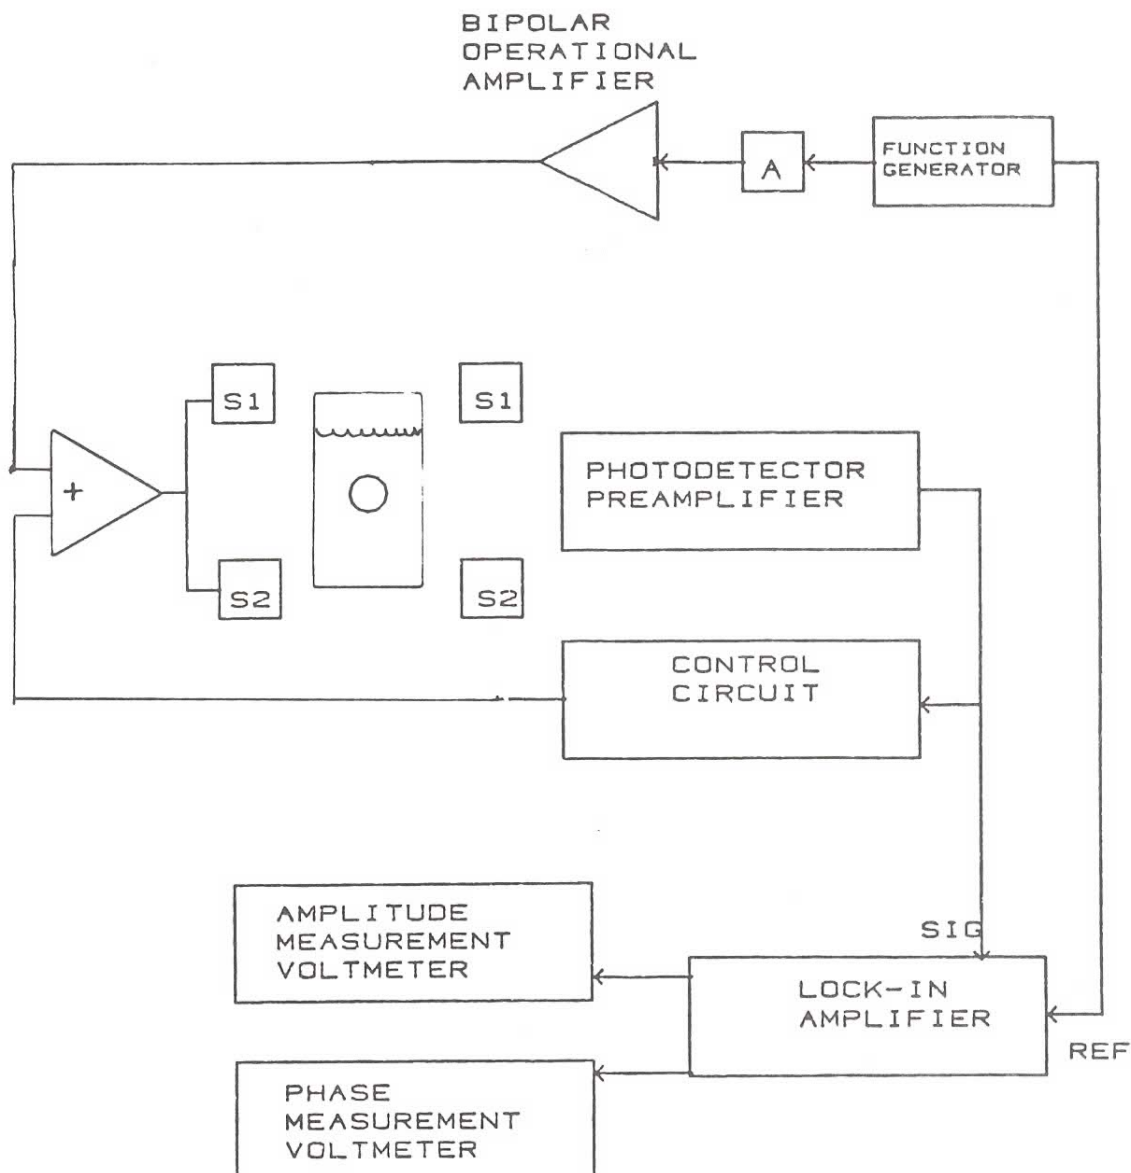 BIPOLAR
OPERATIONAL
AMPLIFIER
A
FUNCTION
GENERATOR
S1
S1
+
PHOTODETECTOR
PREAMPLIFIER
S2
S2
CONTROL
CIRCUIT
AMPLITUDE
MEASUREMENT
VOLTMETER
SIG
LOCK-IN
AMPLIFIER
REF
PHASE
MEASUREMENT
VOLTMETER